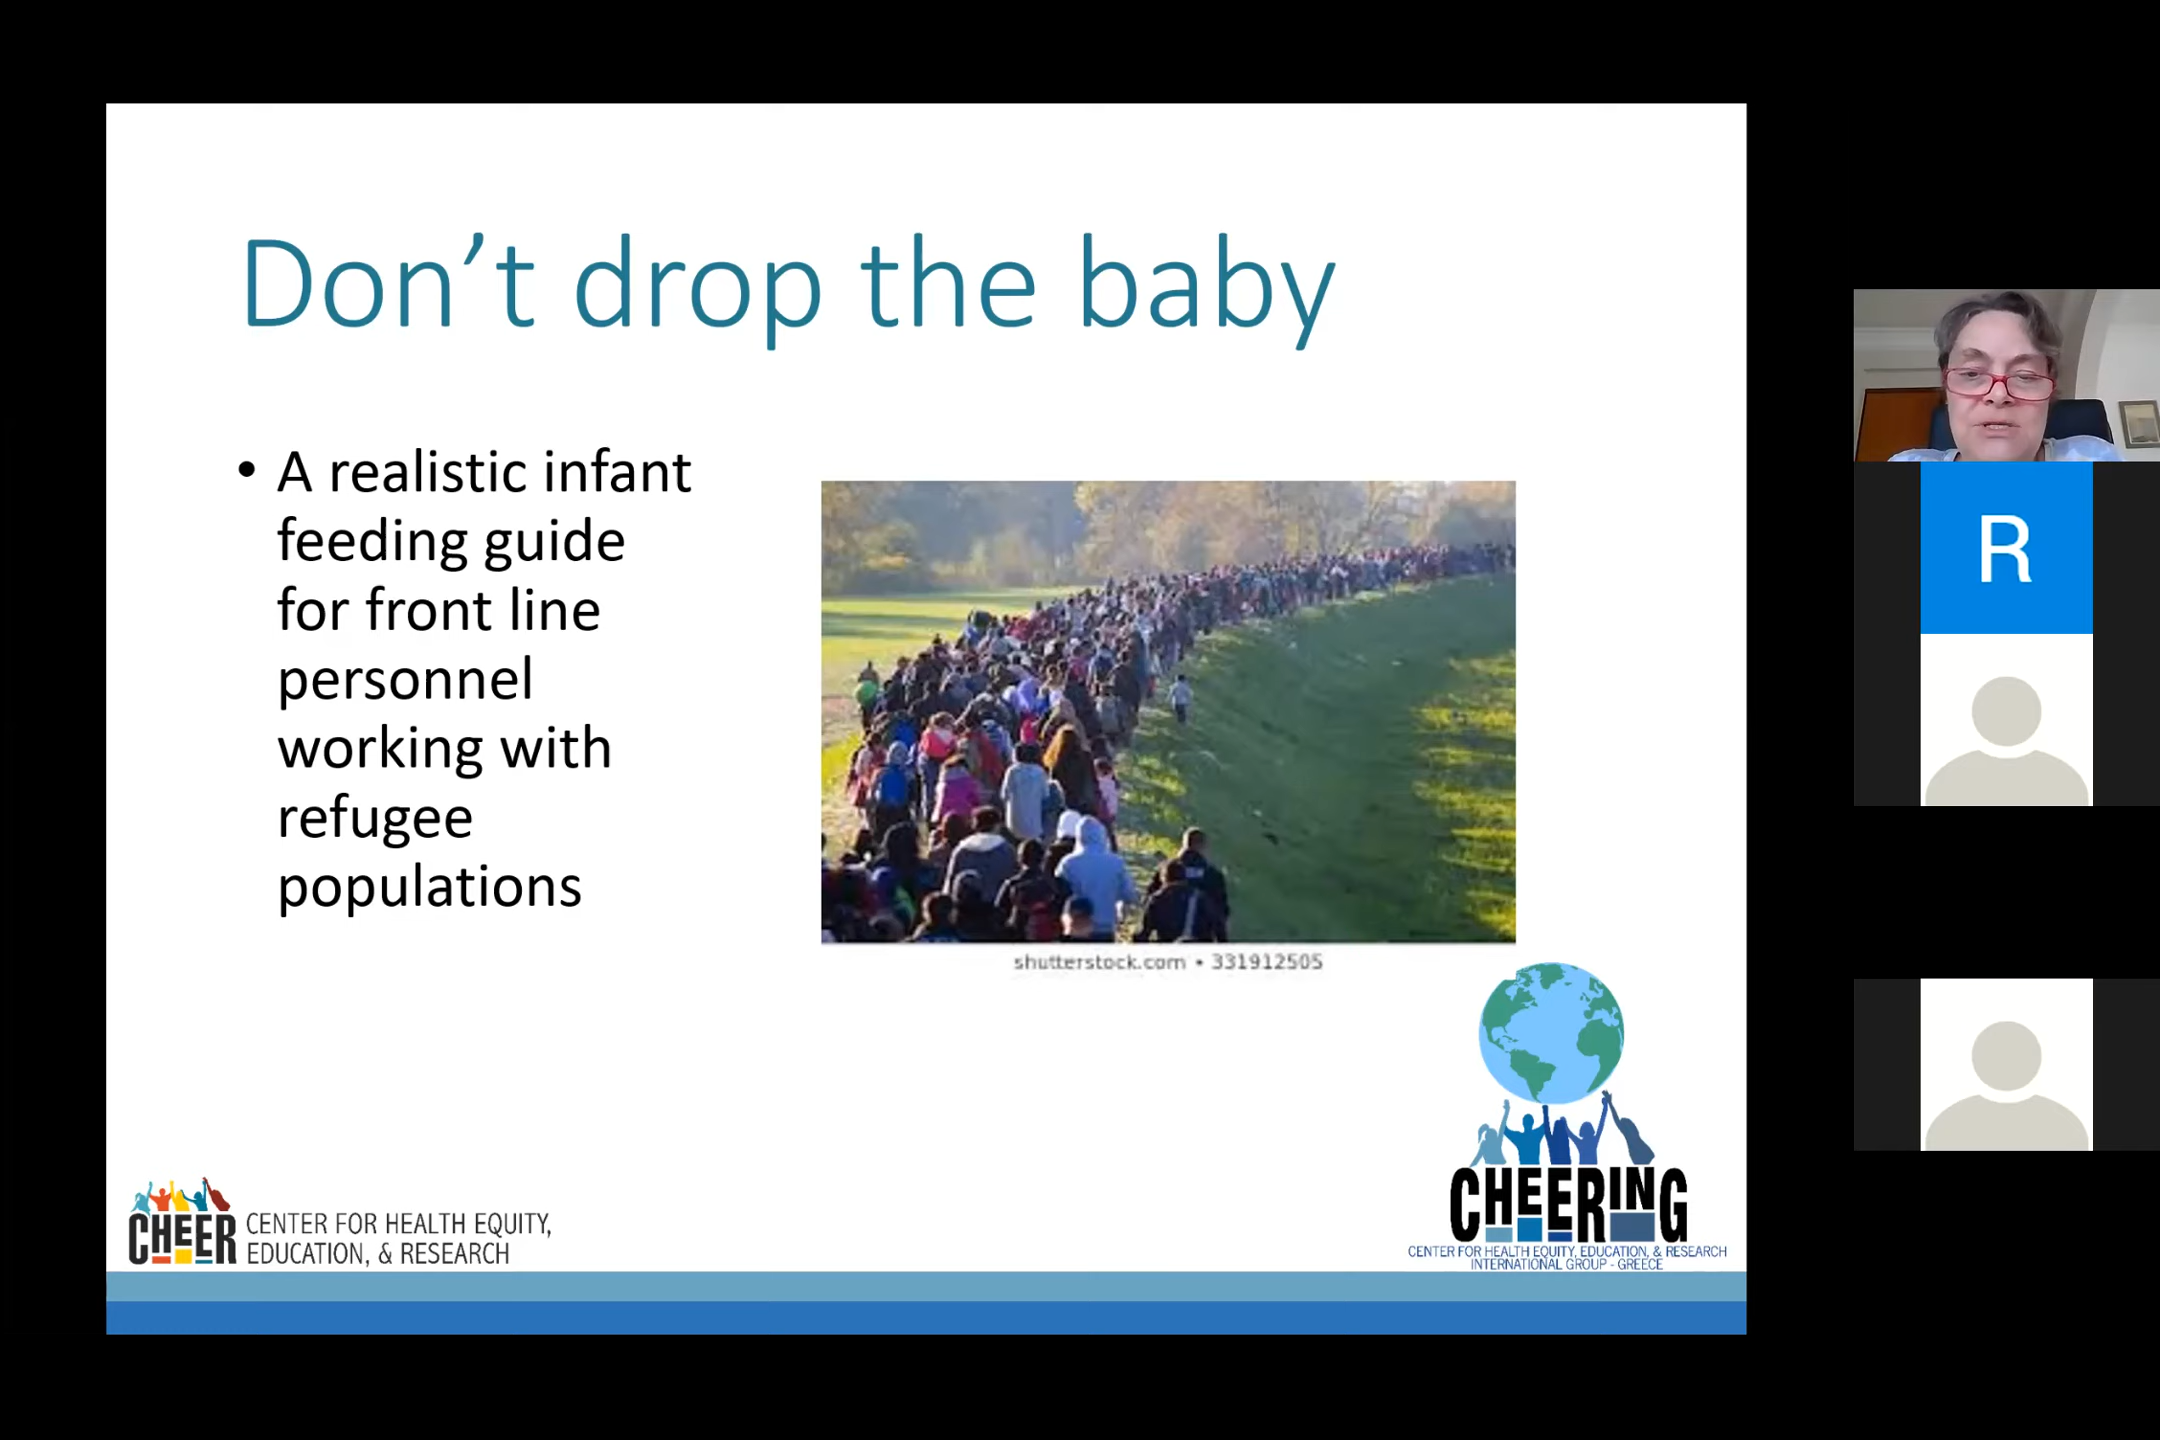 Don’t drop the baby
• A realistic infant
feeding guide
for front line
personnel
working with
refugee
populations
shutterstock.com • 331912505
R
CHEER
CENTER FOR HEALTH EQUITY,
EDUCATION, & RESEARCH
CHEERING
CENTER FOR HEALTH EQUITY, EDUCATION, & RESEARCH
INTERNATIONAL GROUP - GREECE